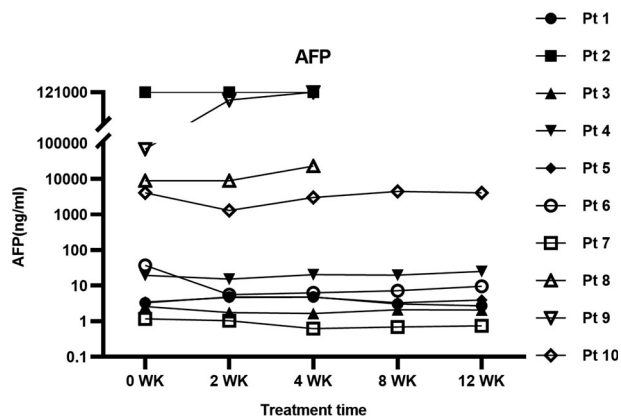 AFP
121000
100000
10000
1000
100
10
1
0.1
AFP(ng/ml)
0 WK 2 WK 4 WK 8 WK 12 WK
Treatment time
Pt 1
Pt 2
Pt 3
Pt 4
Pt 5
Pt 6
Pt 7
Pt 8
Pt 9
Pt 10